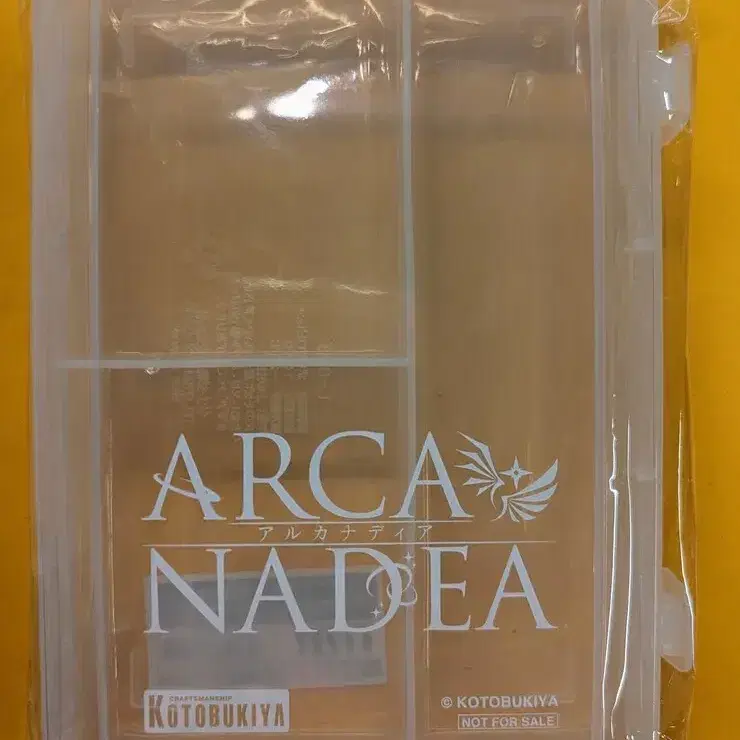 ARCA
アルカナディア
NADEA
CRAFTSMANSHIP
KOTOBUKIYA
© KOTOBUKIYA
NOT FOR SALE